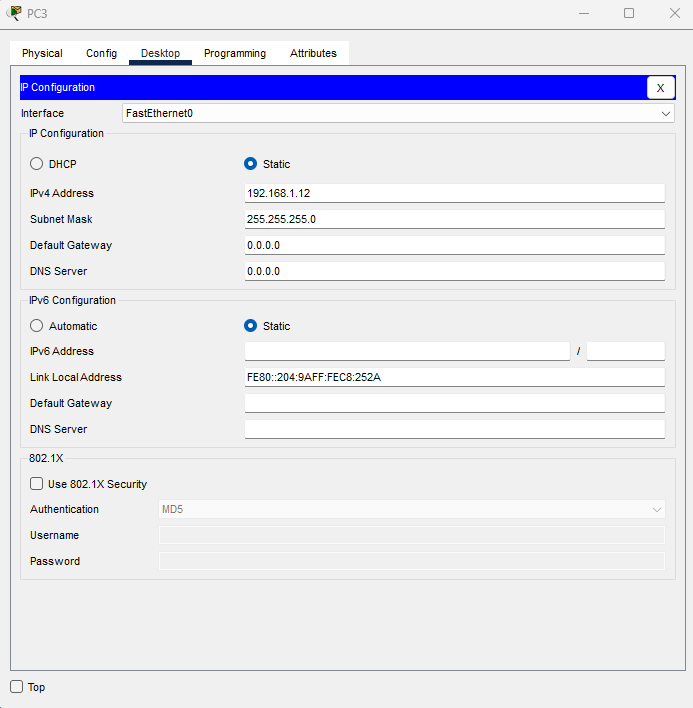 PC3
Physical Config Desktop Programming Attributes
IP Configuration X
Interface FastEthernet0
IP Configuration
DHCP Static
IPv4 Address 192.168.1.12
Subnet Mask 255.255.255.0
Default Gateway 0.0.0.0
DNS Server 0.0.0.0
IPv6 Configuration
Automatic Static
IPv6 Address /
Link Local Address FE80::204:9AFF:FEC8:252A
Default Gateway
DNS Server
802.1X
Use 802.1X Security
Authentication MD5
Username
Password
Top